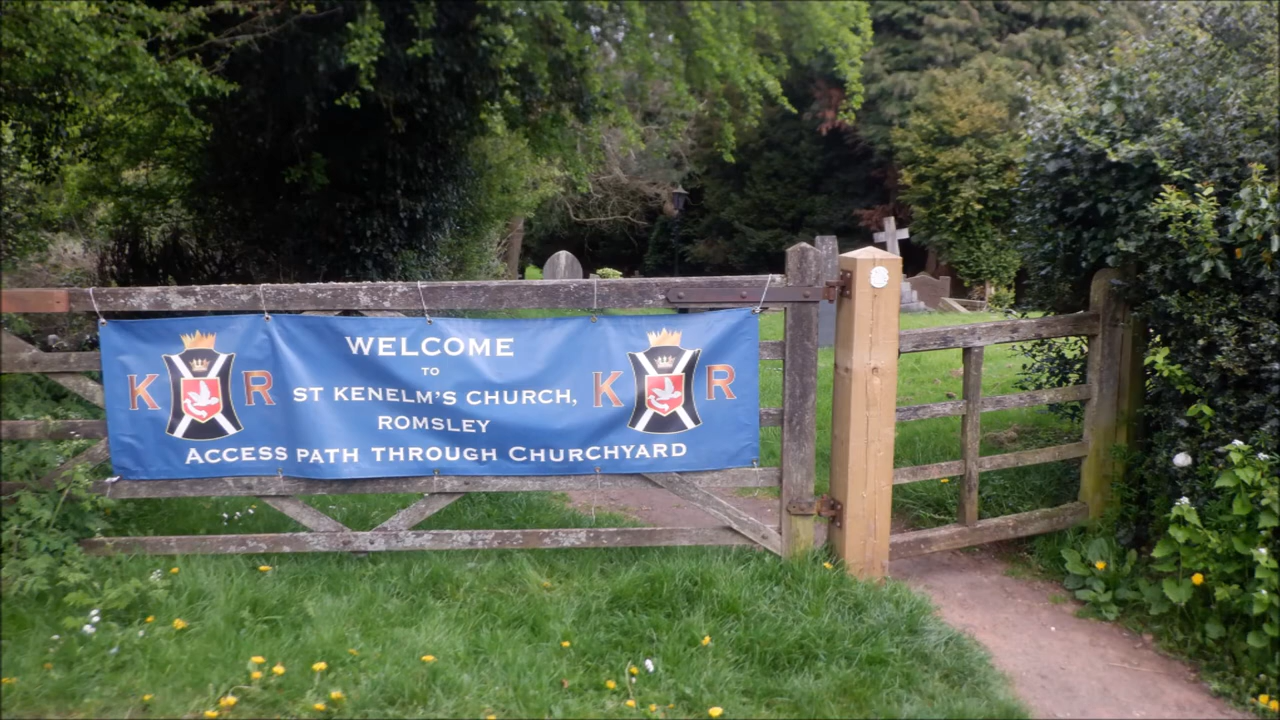 K R
WELCOME
TO
ST KENELM'S CHURCH,
ROMSLEY
ACCESS PATH THROUGH CHURCHYARD
K R